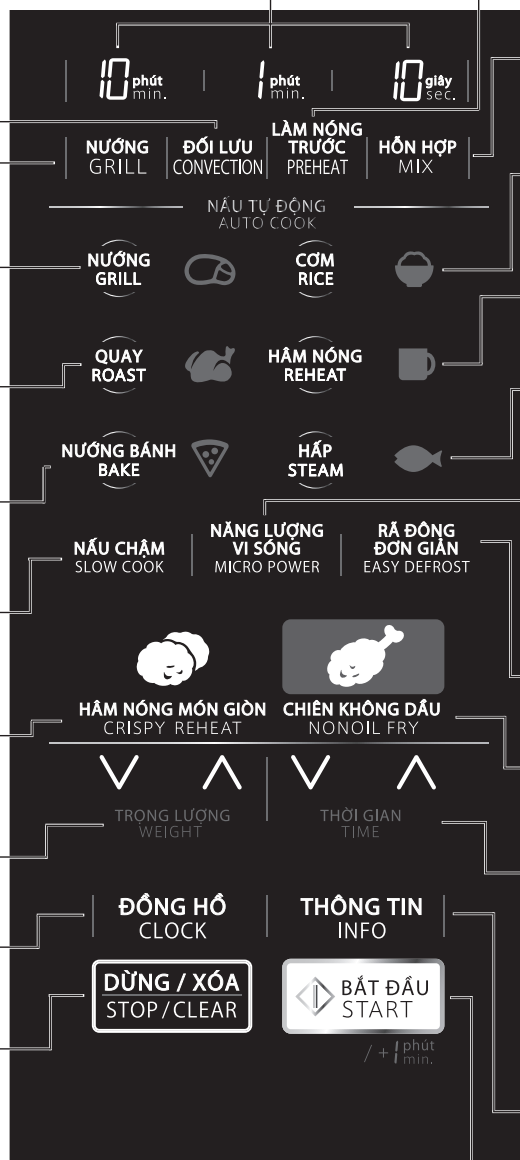 10 phút min. 1 phút min. 10 giây sec.
NƯỚNG GRILL
ĐỐI LƯU CONVECTION
LÀM NÓNG TRƯỚC PREHEAT
HỖN HỢP MIX
NẤU TỰ ĐỘNG
AUTO COOK
NƯỚNG GRILL
CƠM RICE
QUAY ROAST
HÂM NÓNG REHEAT
NƯỚNG BÁNH BAKE
HẤP STEAM
NẤU CHẬM SLOW COOK
NĂNG LƯỢNG VI SÓNG MICRO POWER
RÃ ĐÔNG ĐƠN GIẢN EASY DEFROST
HÂM NÓNG MÓN GIÒN CRISPY REHEAT
CHIÊN KHÔNG DẦU NONOIL FRY
TRỌNG LƯỢNG WEIGHT
THỜI GIAN TIME
ĐỒNG HỒ CLOCK
THÔNG TIN INFO
DỪNG / XÓA STOP/CLEAR
BẮT ĐẦU START
/ +1 phút min.